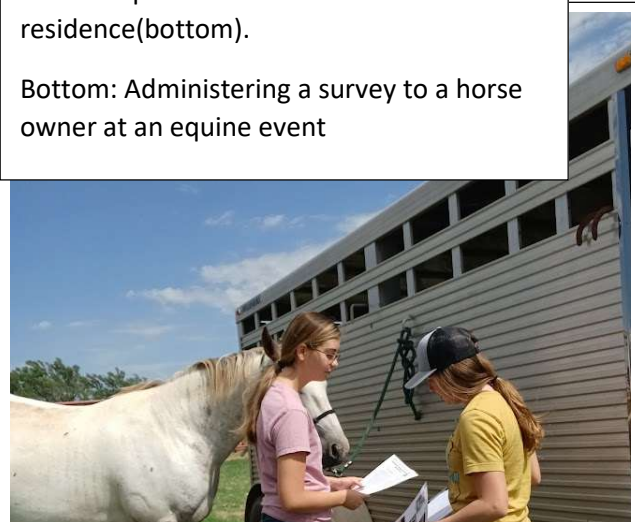 residence(bottom).
Bottom: Administering a survey to a horse
owner at an equine event